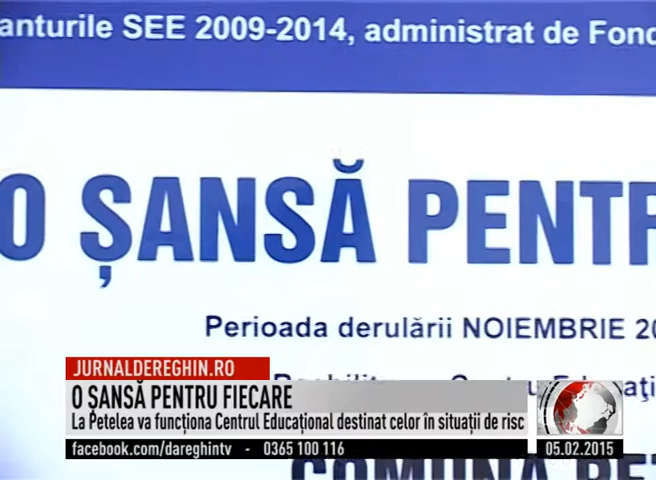 anturile SEE 2009-2014, administrat de Fond
O ȘANSĂ PENTR
Perioada derulării NOIEMBRIE 20
JURNALDEREGHIN.RO
O ȘANSĂ PENTRU FIECARE
La Petelea va funcționa Centrul Educațional destinat celor în situații de risc
facebook.com/dareghintv - 0365 100 116
05.02.2015
COMUNA PET